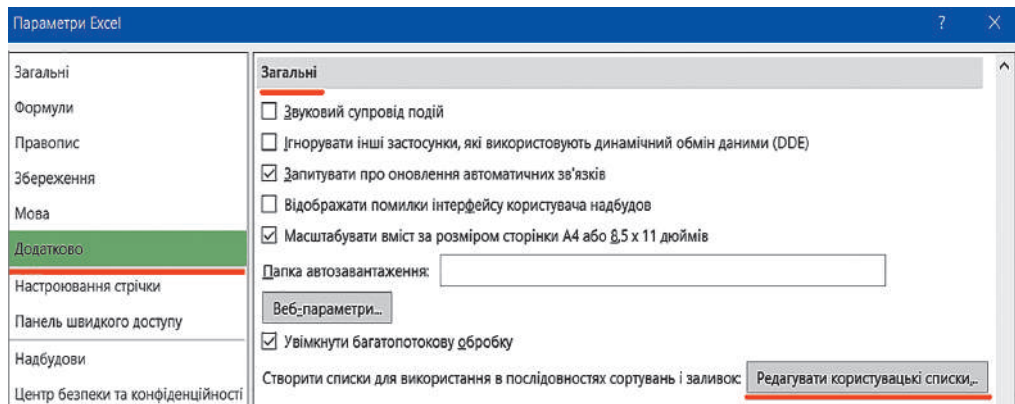 Параметри Excel ? ×
Загальні
Формули
Правопис
Збереження
Мова
Додатково
Настроювання стрічки
Панель швидкого доступу
Надбудови
Центр безпеки та конфіденційності
Загальні
Звуковий супровід подій
Ігнорувати інші застосунки, які використовують динамічний обмін даними (DDE)
Запитувати про оновлення автоматичних зв'язків
Відображати помилки інтерфейсу користувача надбудов
Масштабувати вміст за розміром сторінки A4 або 8,5 x 11 дюймів
Папка автозавантаження:
Веб-параметри...
Увімкнути багатопотокову обробку
Створити списки для використання в послідовностях сортувань і заливок: Редагувати користувацькі списки...